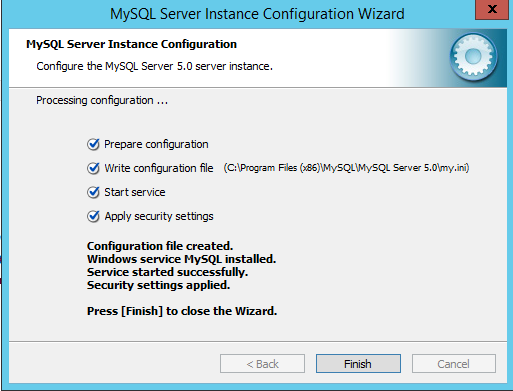 MySQL Server Instance Configuration Wizard
x
MySQL Server Instance Configuration
Configure the MySQL Server 5.0 server instance.
Processing configuration ...
Prepare configuration
Write configuration file (C:\Program Files (x86)\MySQL\MySQL Server 5.0\my.ini)
Start service
Apply security settings
Configuration file created.
Windows service MySQL installed.
Service started successfully.
Security settings applied.
Press [Finish] to close the Wizard.
< Back Finish Cancel